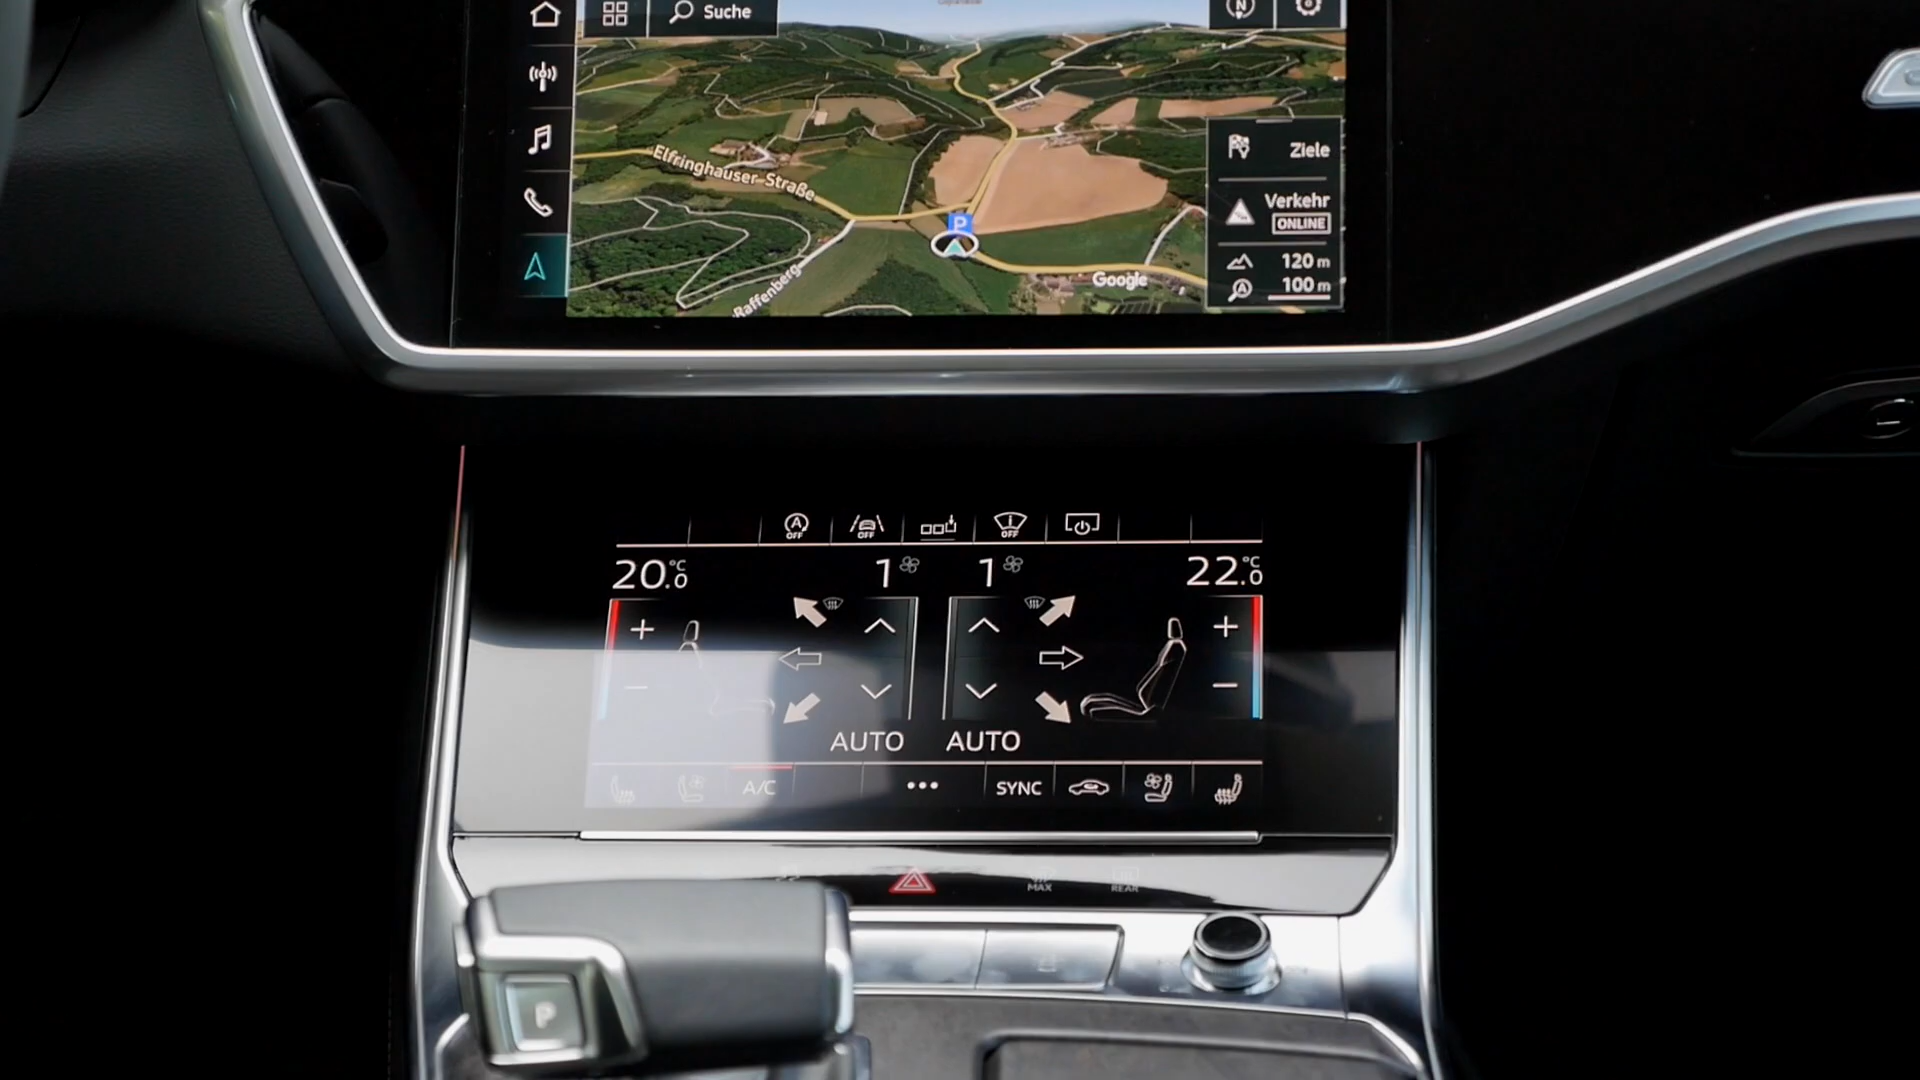 Suche
N
Elfringhauser Straße
Raffenberg
P
Google
Ziele
Verkehr
ONLINE
120 m
100 m
A OFF
OFF
OFF
20.0 °C
1
1
22.0 °C
AUTO
AUTO
A/C
•••
SYNC
MAX
REAR
P